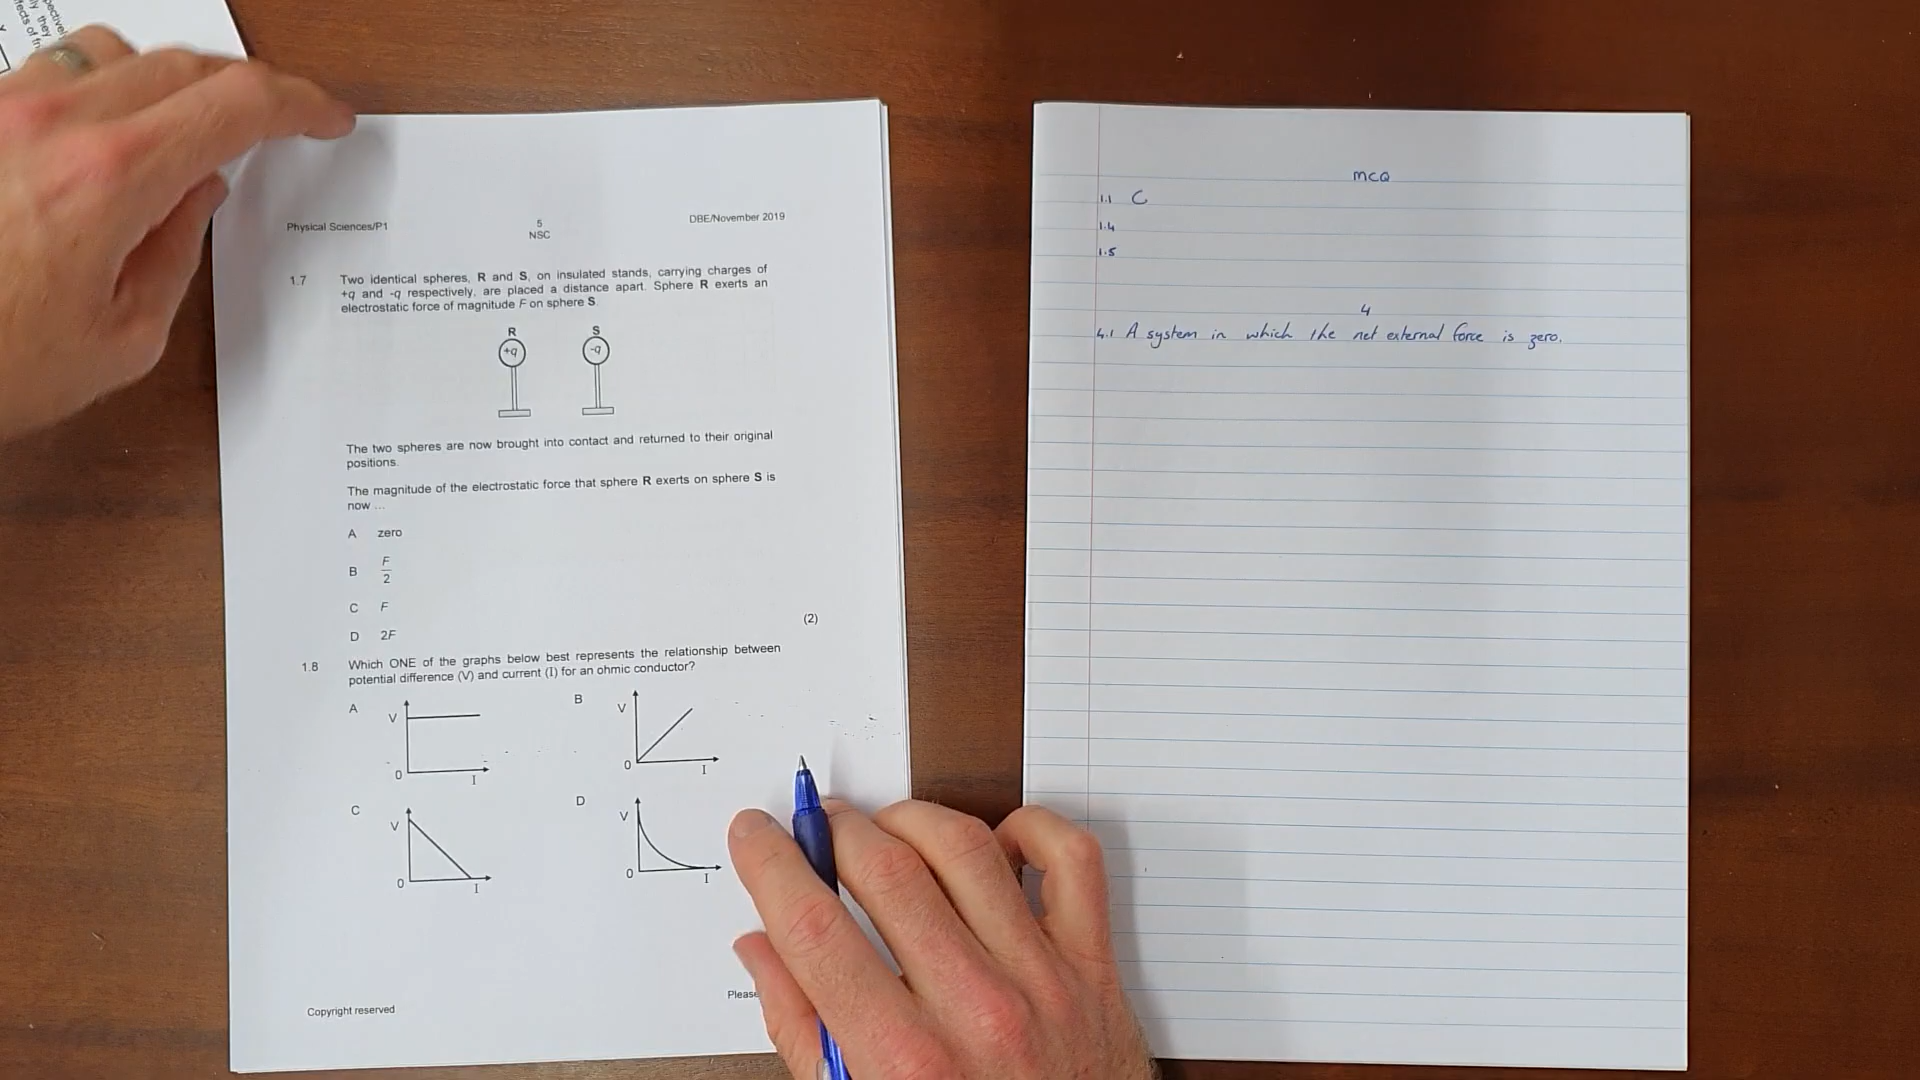 Physical Sciences/P1
5
NSC
DBE/November 2019
1.7 Two identical spheres, R and S, on insulated stands, carrying charges of
+q and -q respectively, are placed a distance apart. Sphere R exerts an
electrostatic force of magnitude F on sphere S.
R S
+q -q
The two spheres are now brought into contact and returned to their original
positions.
The magnitude of the electrostatic force that sphere R exerts on sphere S is
now ...
A zero
B F
2
C F
D 2F
(2)
1.8 Which ONE of the graphs below best represents the relationship between
potential difference (V) and current (I) for an ohmic conductor?
A V 0 I
B V 0 I
C V 0 I
D V 0 I
Copyright reserved
Please
mcQ
1.1 C
1.4
1.5
4
4.1 A system in which the net external force is zero.